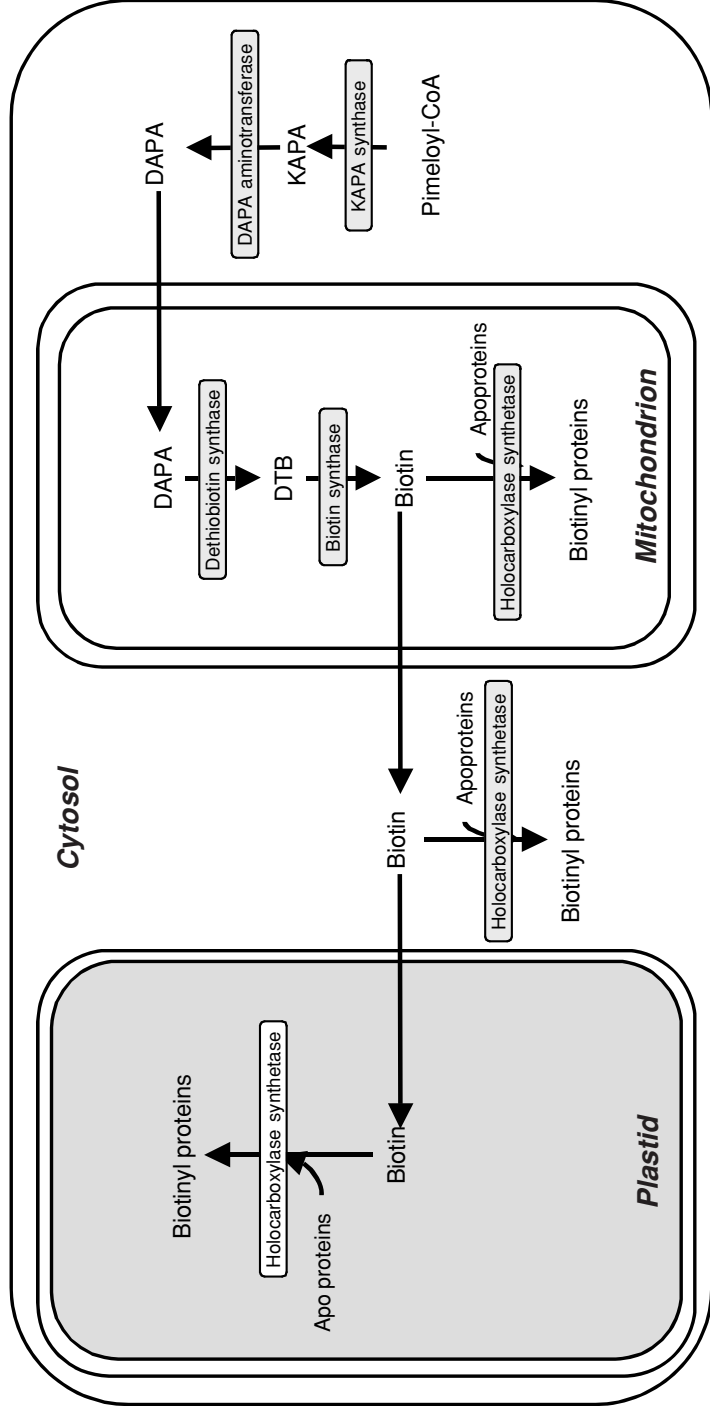 Cytosol
Plastid
Biotinyl proteins
Holocarboxylase synthetase
Apo proteins
Biotin
Biotin
Apoproteins
Holocarboxylase synthetase
Biotinyl proteins
Mitochondrion
DAPA
Dethiobiotin synthase
DTB
Biotin synthase
Biotin
Apoproteins
Holocarboxylase synthetase
Biotinyl proteins
DAPA
DAPA aminotransferase
KAPA
KAPA synthase
Pimeloyl-CoA